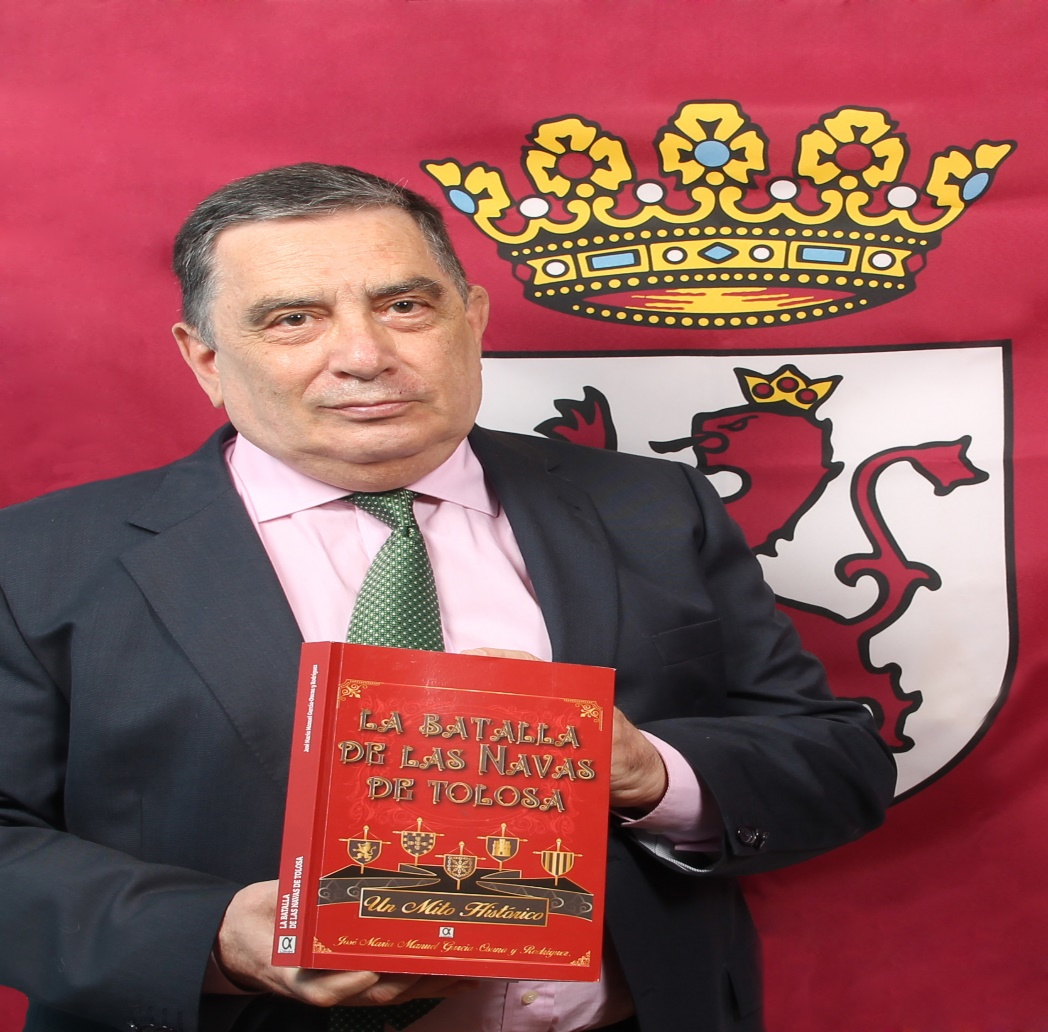 LA BATALLA
DE LAS NAVAS
DE TOLOSA
Un Mito Histórico
α
José María Manuel García-Osuna y Rodríguez.
José María Manuel García-Osuna y Rodríguez
LA BATALLA
DE LAS NAVAS DE TOLOSA
α